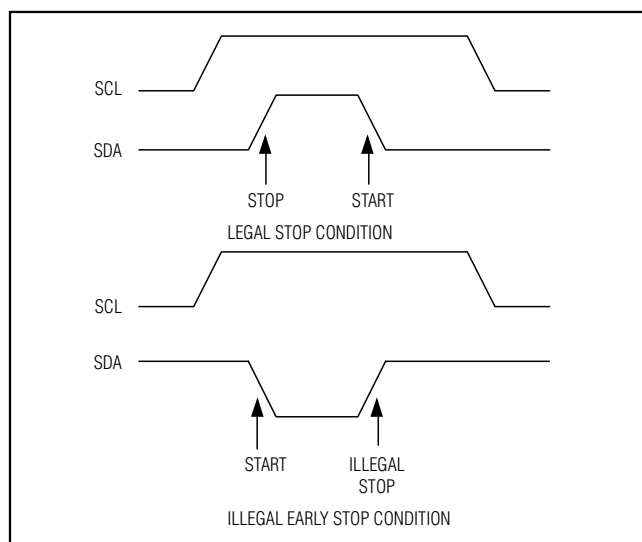 SCL
SDA
STOP START
LEGAL STOP CONDITION
SCL
SDA
START ILLEGAL
STOP
ILLEGAL EARLY STOP CONDITION